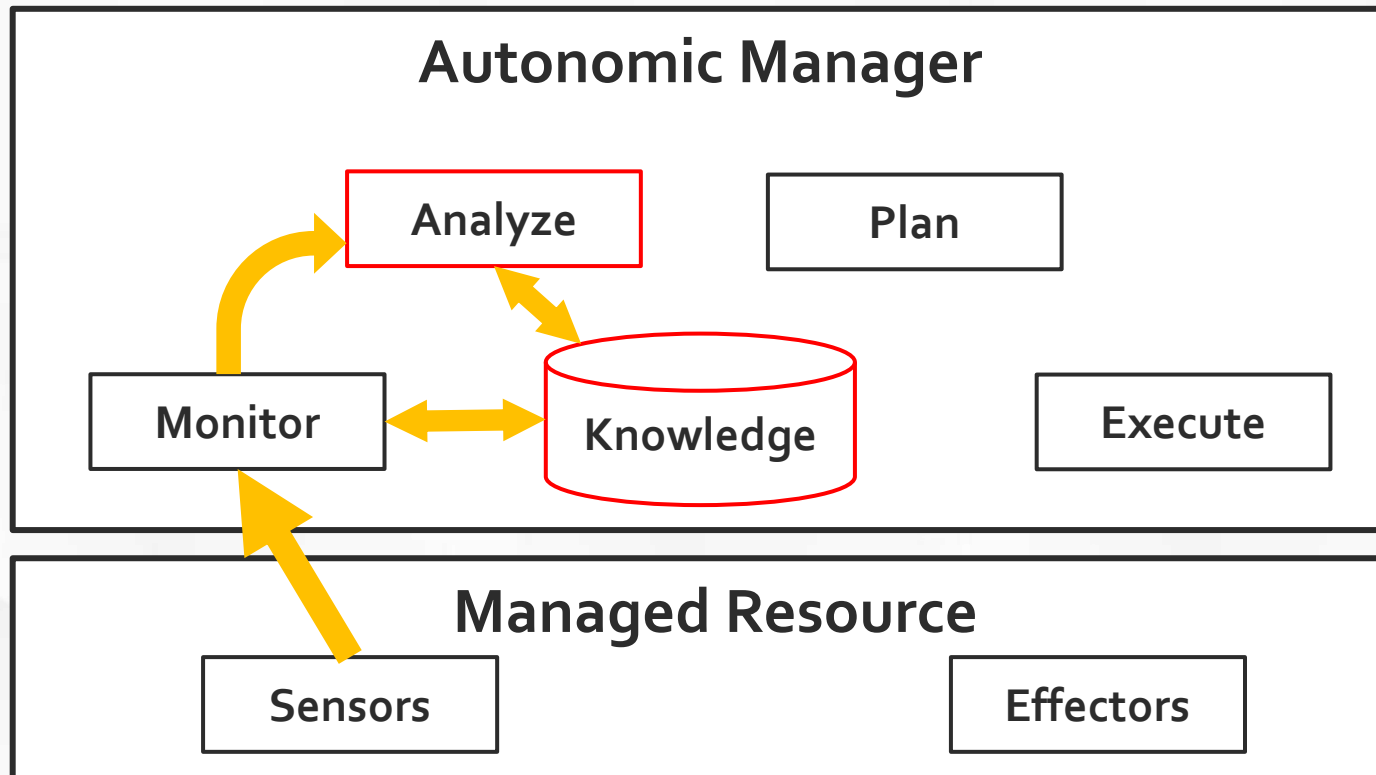 Autonomic Manager
Analyze
Plan
Monitor
Knowledge
Execute
Managed Resource
Sensors
Effectors